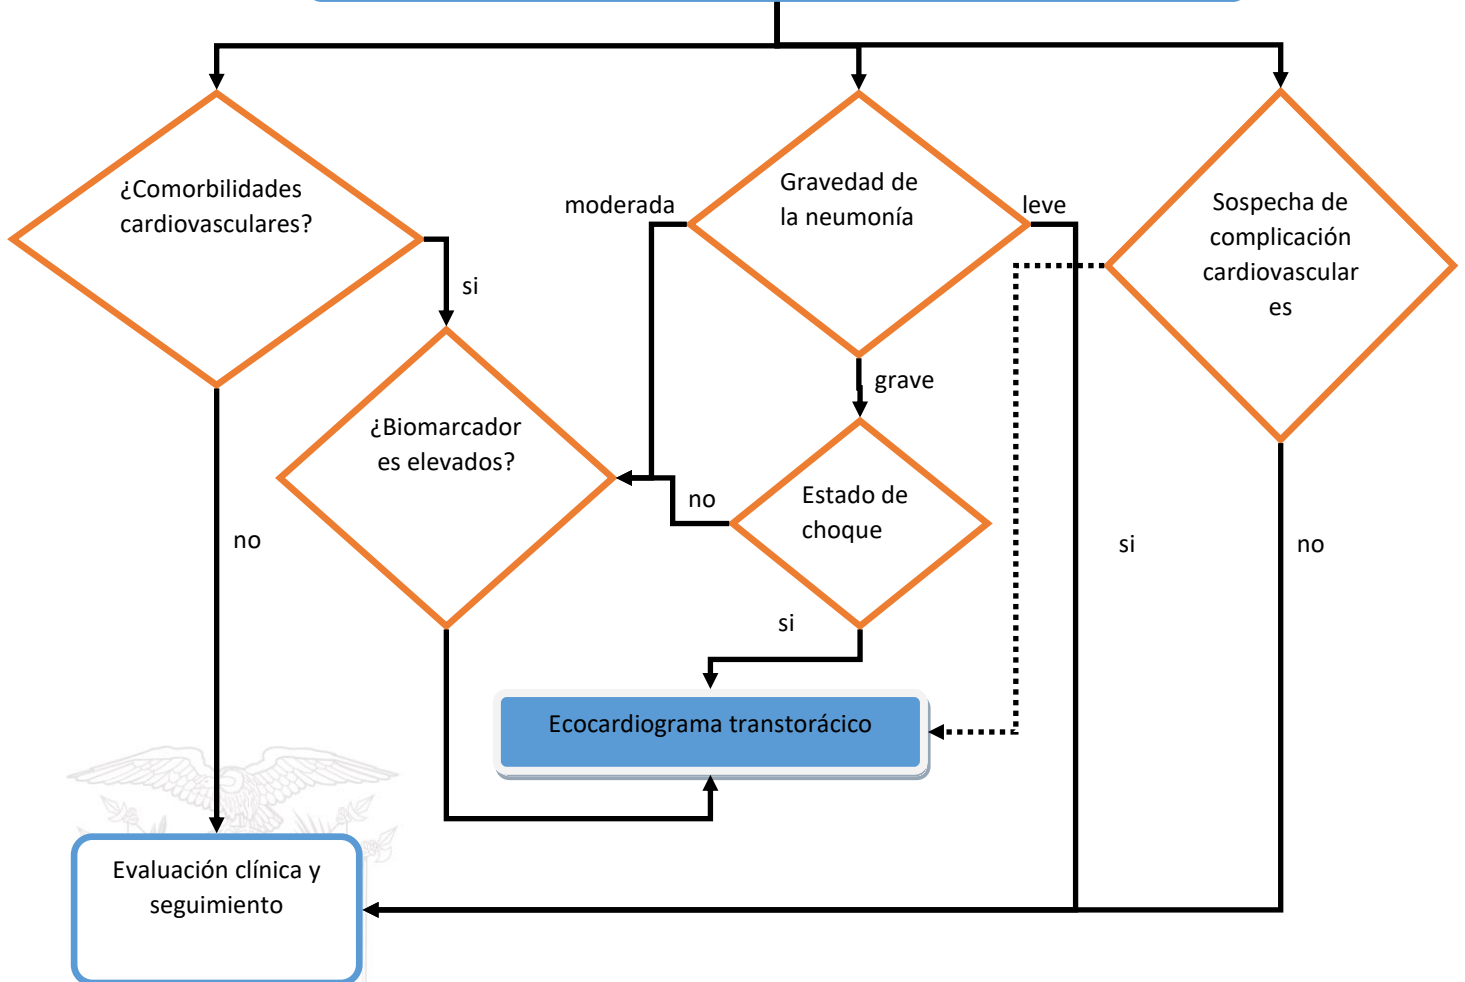 ¿Comorbilidades
cardiovasculares?
si
no
¿Biomarcador
es elevados?
moderada
Gravedad de
la neumonía
leve
grave
Estado de
choque
no
si
Sospecha de
complicación
cardiovascular
es
si
no
Ecocardiograma transtorácico
Evaluación clínica y
seguimiento